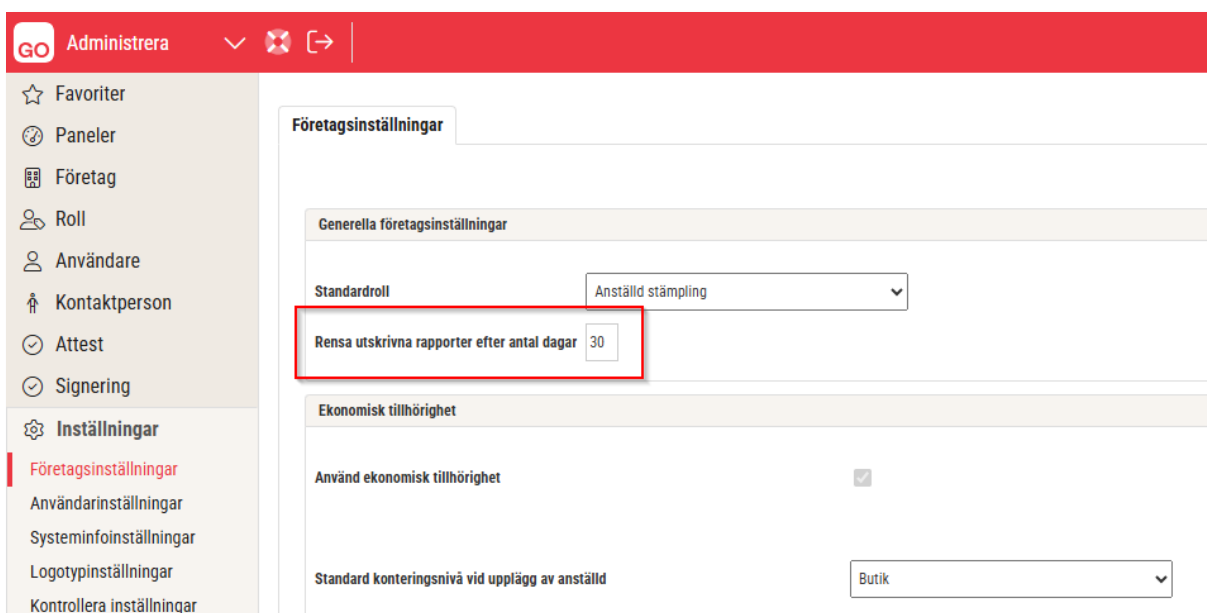 GO Administrera
Favoriter
Paneler
Företag
Roll
Användare
Kontaktperson
Attest
Signering
Inställningar
Företagsinställningar
Användarinställningar
Systeminfoinställningar
Logotypinställningar
Kontrollera inställningar
Företagsinställningar
Generella företagsinställningar
Standardroll Anställd stämpling
Rensa utskrivna rapporter efter antal dagar 30
Ekonomisk tillhörighet
Använd ekonomisk tillhörighet
Standard konteringsnivå vid upplägg av anställd Butik